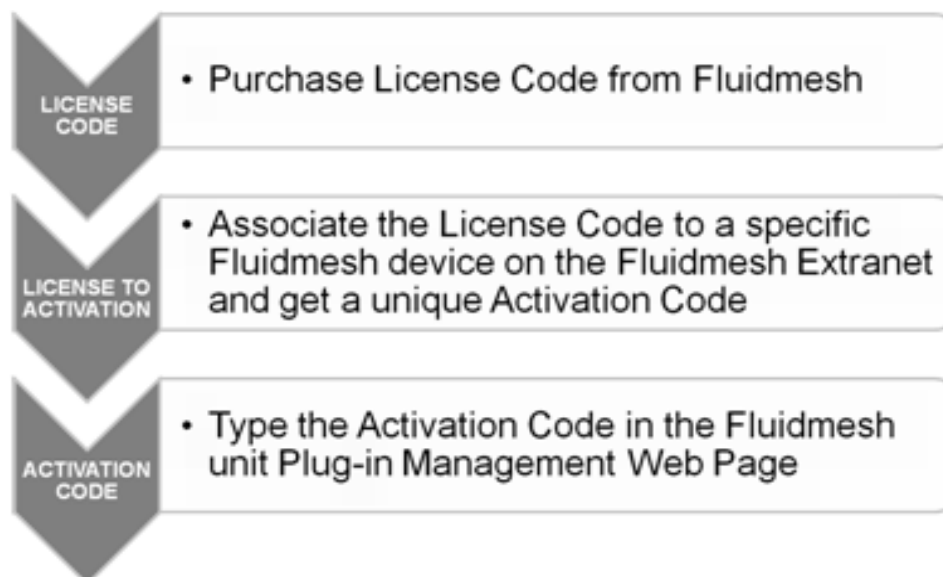 LICENSE
CODE
• Purchase License Code from Fluidmesh
LICENSE TO
ACTIVATION
• Associate the License Code to a specific
Fluidmesh device on the Fluidmesh Extranet
and get a unique Activation Code
ACTIVATION
CODE
• Type the Activation Code in the Fluidmesh
unit Plug-in Management Web Page